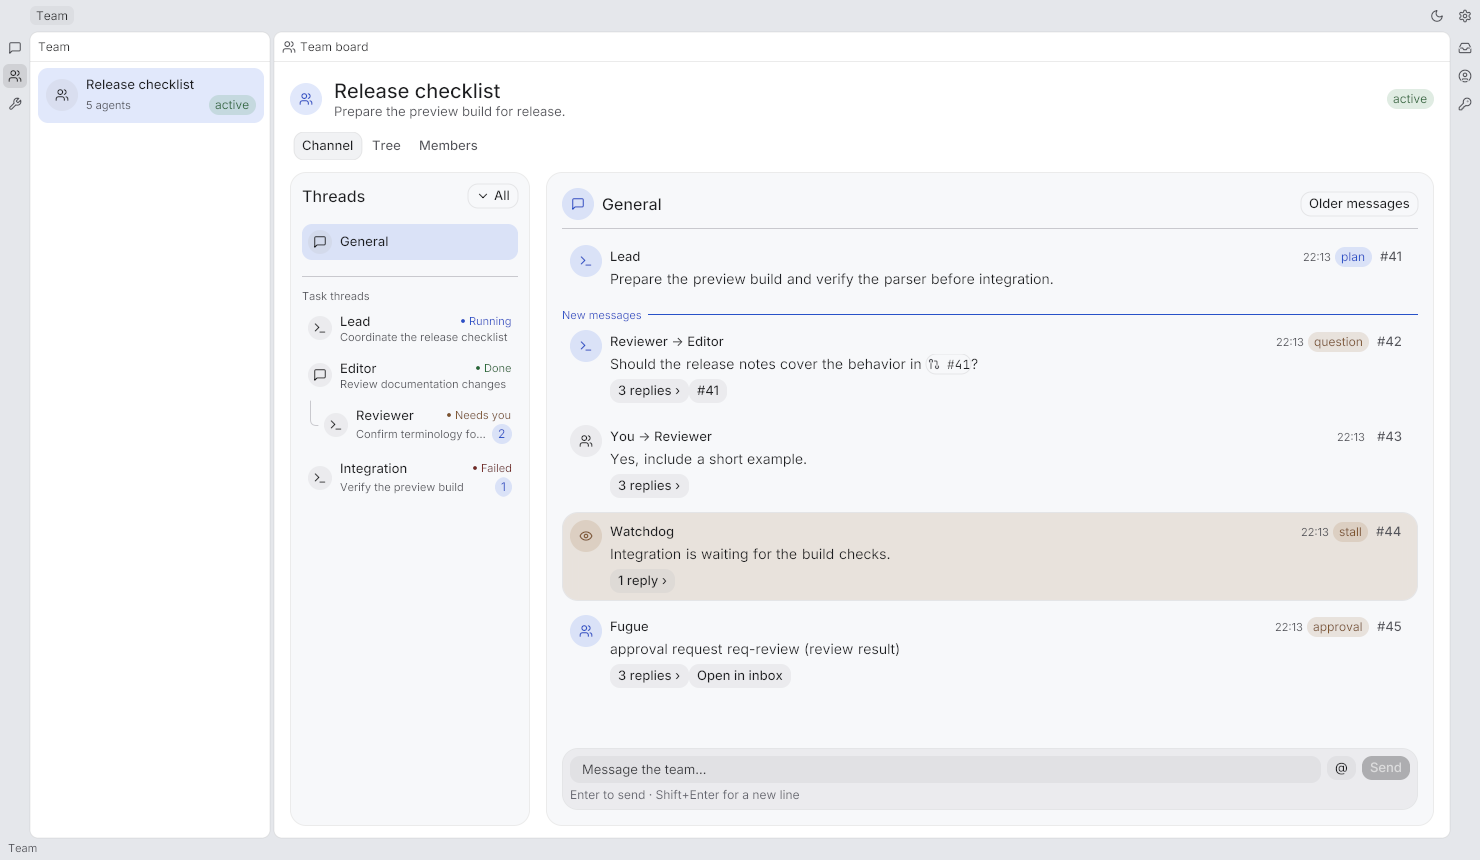 Team
Team
Release checklist
5 agents
active
Team board
Release checklist
Prepare the preview build for release.
active
Channel
Tree
Members
Threads
All
General
Task threads
Lead
• Running
Coordinate the release checklist
Editor
• Done
Review documentation changes
Reviewer
• Needs you
Confirm terminology fo...
2
Integration
• Failed
Verify the preview build
1
General
Older messages
Lead
22:13 plan #41
Prepare the preview build and verify the parser before integration.
New messages
Reviewer → Editor
22:13 question #42
Should the release notes cover the behavior in #41?
3 replies › #41
You → Reviewer
22:13 #43
Yes, include a short example.
3 replies ›
Watchdog
22:13 stall #44
Integration is waiting for the build checks.
1 reply ›
Fugue
22:13 approval #45
approval request req-review (review result)
3 replies › Open in inbox
Message the team...
@
Send
Enter to send · Shift+Enter for a new line
Team